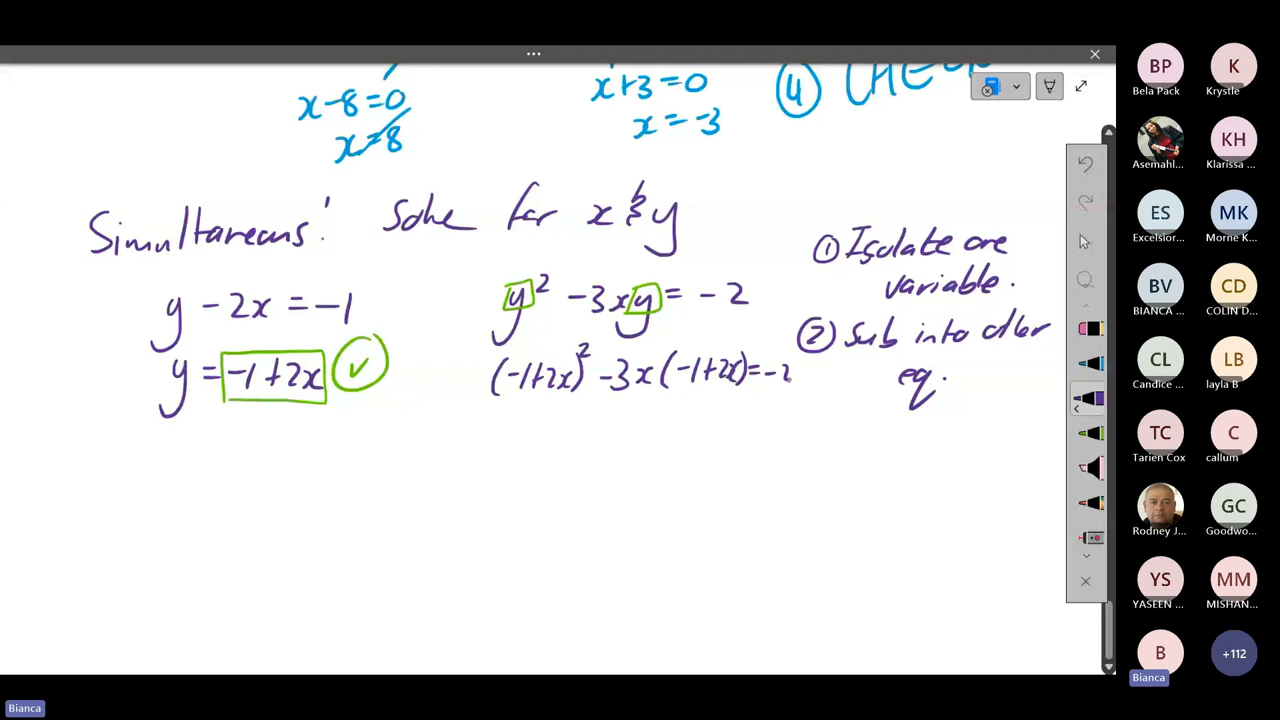 x-8=0
x=8
x+3=0
x=-3
④ CHECK
Simultaneous: Solve for x & y
y - 2x = -1
y = -1+2x ✓
y² - 3xy = -2
(-1+2x)² - 3x(-1+2x) = -2
① Isolate one
variable.
② Sub into other
eq.
BP
Bela Pack
K
Krystle
Asemahl...
KH
Klarissa ...
ES
Excelsior...
MK
Morne K...
BV
BIANCA ...
CD
COLIN D...
CL
Candice ...
LB
layla B
TC
Tarien Cox
C
callum
Rodney J...
GC
Goodwo...
YS
YASEEN ...
MM
MISHAN...
B
Bianca
+112
Bianca